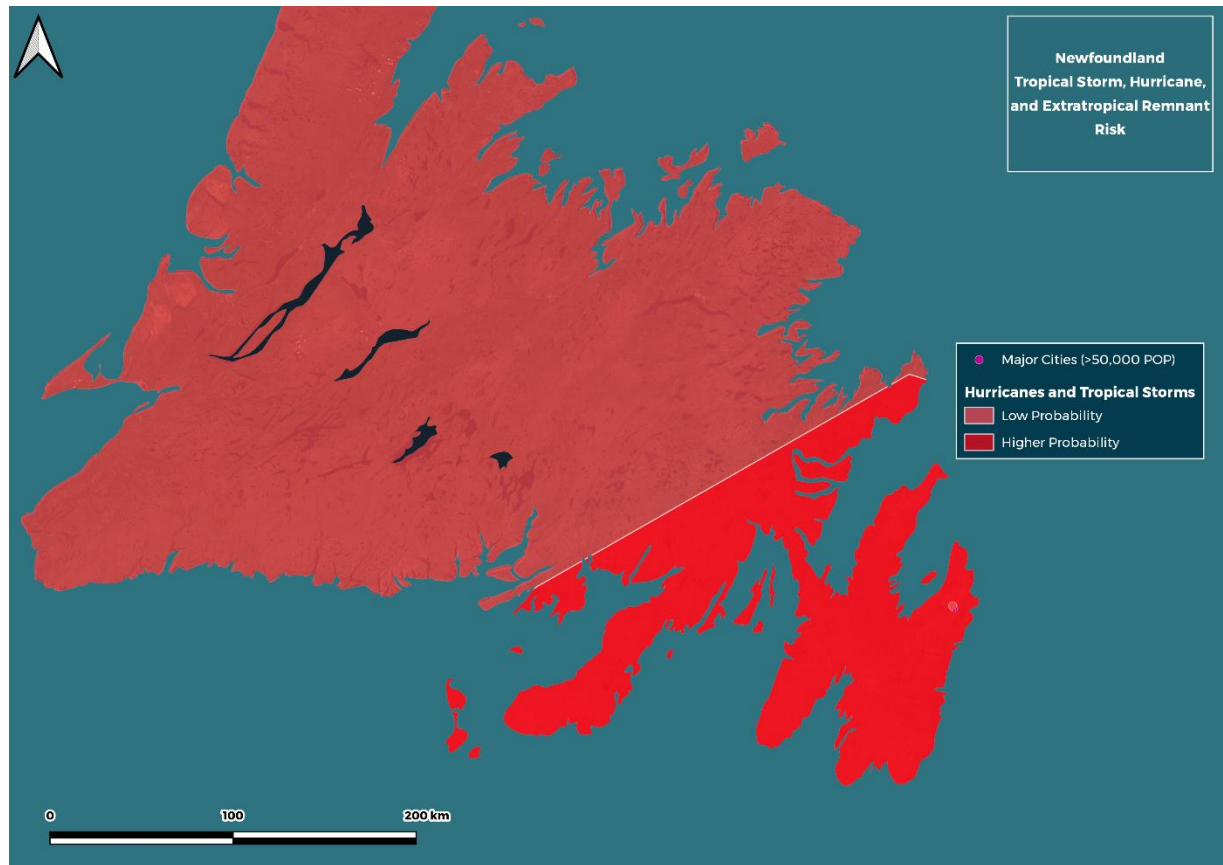 Newfoundland
Tropical Storm, Hurricane,
and Extratropical Remnant
Risk
Major Cities (>50,000 POP)
Hurricanes and Tropical Storms
Low Probability
Higher Probability
0 100 200 km